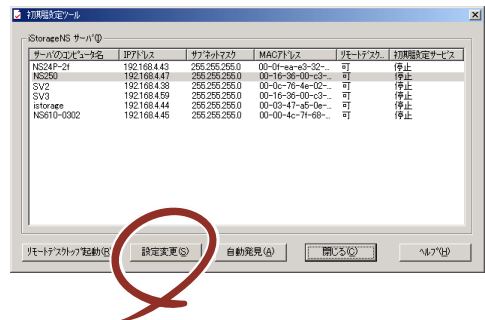 初期設定ツール
iStorageNS サーバ(I)
サーバのコンピュータ名 IPアドレス サブネットマスク MACアドレス リモートデスク... 初期設定サービス
NS24P-2f 192.168.4.43 255.255.255.0 00-0f-ea-e3-32-... 可 停止
NS250 192.168.4.47 255.255.255.0 00-16-36-00-c3-... 可 停止
SV2 192.168.4.38 255.255.255.0 00-0c-76-4e-02-... 可 停止
SV3 192.168.4.59 255.255.255.0 00-16-36-00-c3-... 可 停止
istorage 192.168.4.44 255.255.255.0 00-03-47-a5-0e-... 可 停止
NS610-0302 192.168.4.45 255.255.255.0 00-00-4c-7f-68-... 可 停止
リモートデスクトップ起動(R) 設定変更(S) 自動発見(A) 閉じる(C) ヘルプ(H)